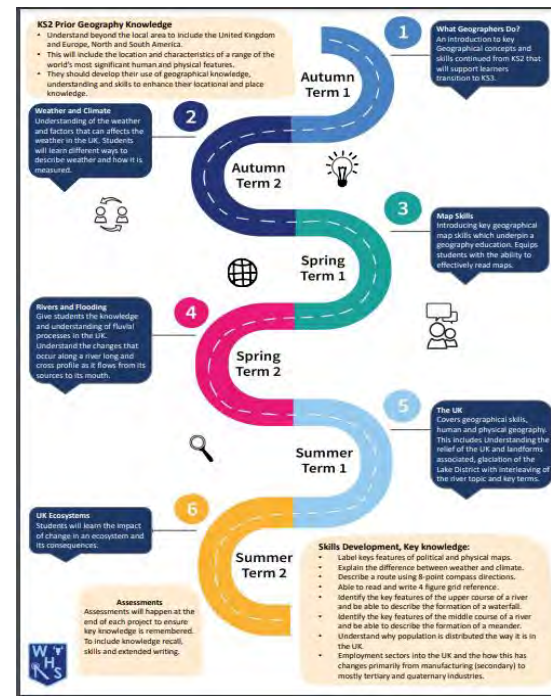 KS2 Prior Geography Knowledge
• Understand beyond the local area to include the United Kingdom
and Europe, North and South America.
• This will include the location and characteristics of a range of the
world's most significant human and physical features.
• They should develop their use of geographical knowledge,
understanding and skills to enhance their locational and place
knowledge.
1
What Geographers Do?
An introduction to key
Geographical concepts and
skills continued from KS2 that
will support learners
transition to KS3.
Autumn
Term 1
Weather and Climate
Understanding of the weather
and factors that can affects the
weather in the UK. Students
will learn different ways to
describe weather and how it is
measured.
2
Autumn
Term 2
3
Map Skills
Introducing key geographical
map skills which underpin a
geography education. Equips
students with the ability to
effectively read maps.
Spring
Term 1
Rivers and Flooding
Give students the knowledge
and understanding of fluvial
processes in the UK.
Understand the changes that
occur along a river long and
cross profile as it flows from its
sources to its mouth.
4
Spring
Term 2
5
The UK
Covers geographical skills,
human and physical geography.
This includes Understanding the
relief of the UK and landforms
associated, glaciation of the
Lake District with interleaving of
the river topic and key terms.
Summer
Term 1
6
UK Ecosystems
Students will learn the impact
of change in an ecosystem and
its consequences.
Summer
Term 2
Skills Development, Key knowledge:
• Label keys features of political and physical maps.
• Explain the difference between weather and climate.
• Describe a route using 8-point compass directions.
• Able to read and write 4 figure grid reference.
• Identify the key features of the upper course of a river
and be able to describe the formation of a waterfall.
• Identify the key features of the middle course of a river
and be able to describe the formation of a meander.
• Understand why population is distributed the way it is in
the UK.
• Employment sectors into the UK and the how this has
changes primarily from manufacturing (secondary) to
mostly tertiary and quaternary industries.
Assessments
Assessments will happen at the
end of each project to ensure
key knowledge is remembered.
To include knowledge recall,
skills and extended writing.
WHS